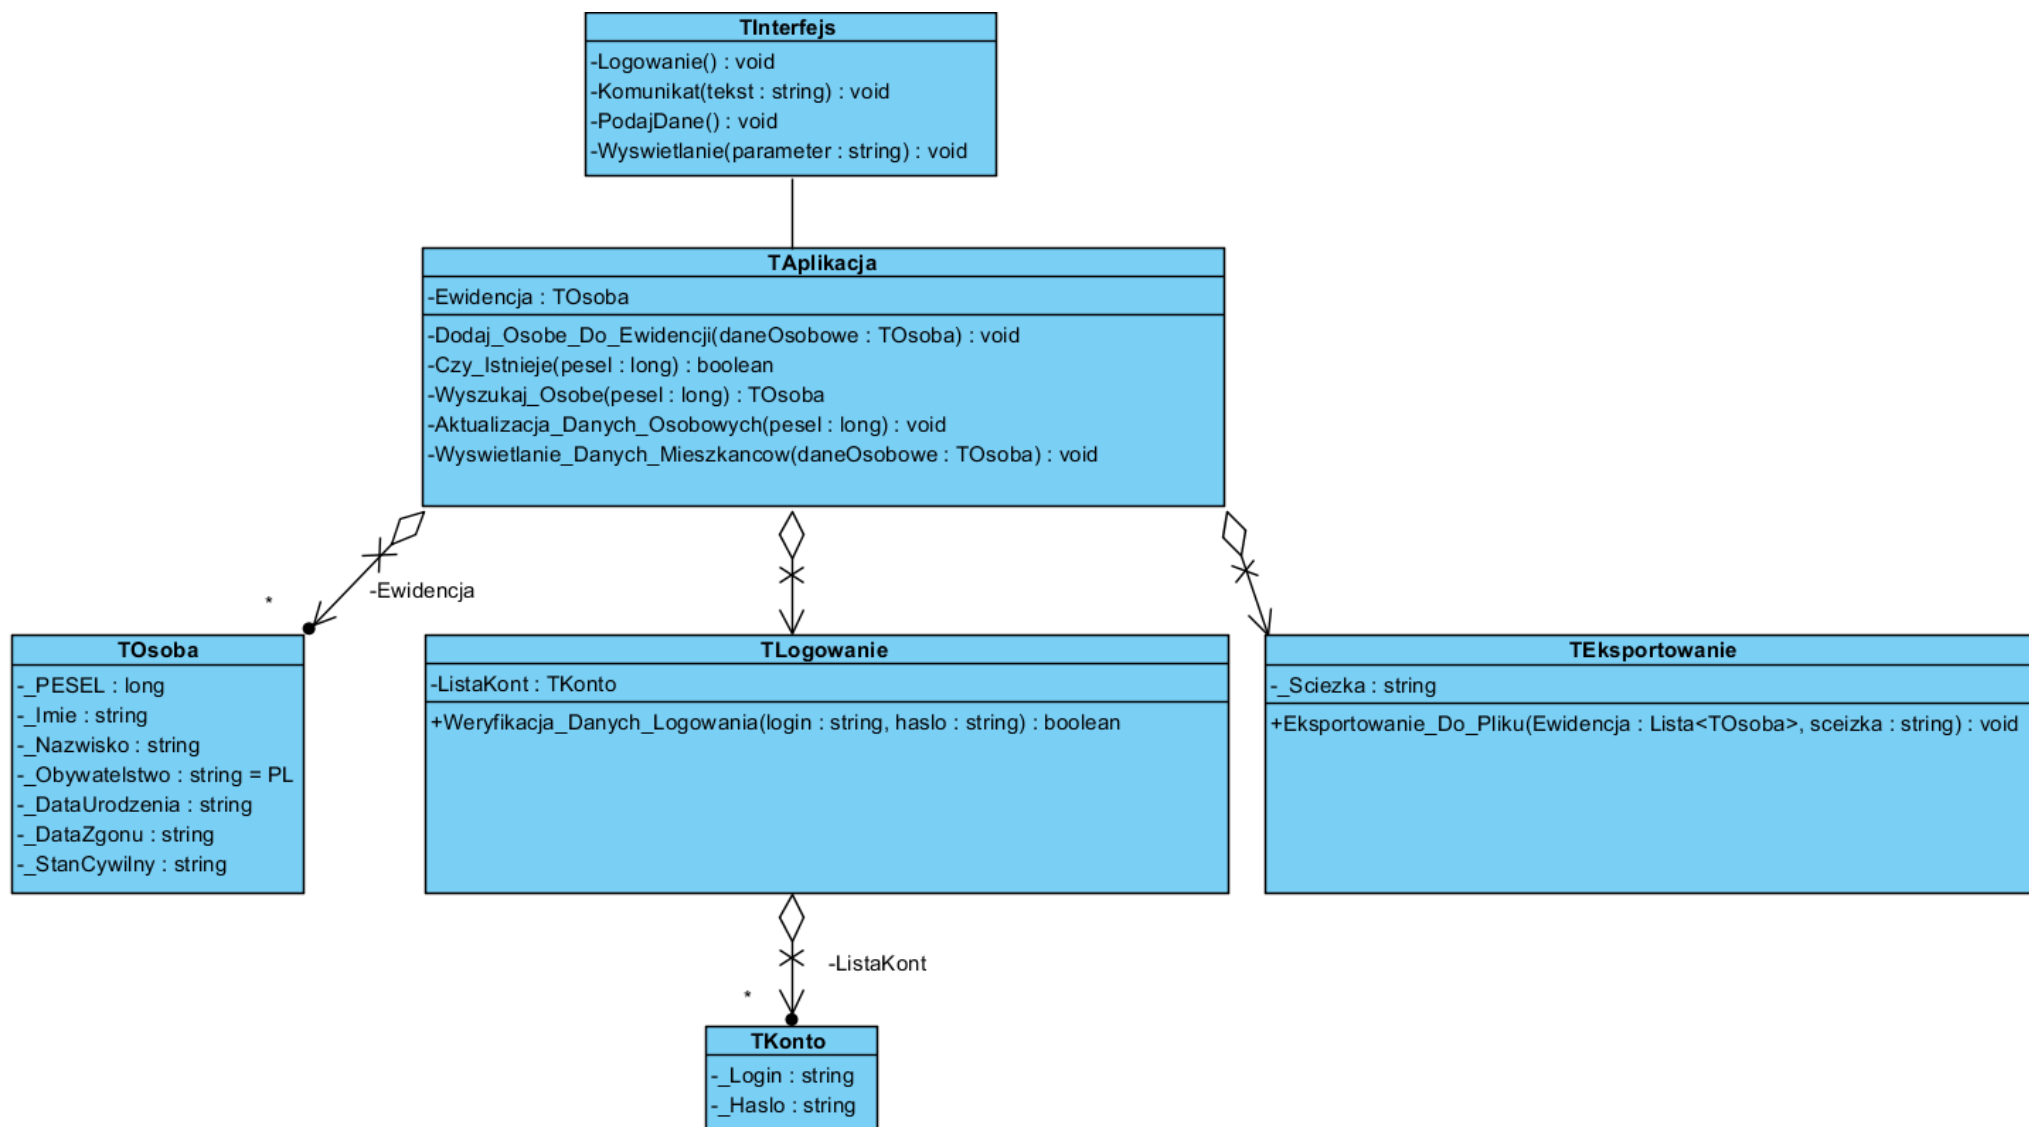 TInterfejs
-Logowanie() : void
-Komunikat(tekst : string) : void
-PodajDane() : void
-Wyswietlanie(parameter : string) : void
TAplikacja
-Ewidencja : TOsoba
-Dodaj_Osobe_Do_Ewidencji(daneOsobowe : TOsoba) : void
-Czy_Istnieje(pesel : long) : boolean
-Wyszukaj_Osobe(pesel : long) : TOsoba
-Aktualizacja_Danych_Osobowych(pesel : long) : void
-Wyswietlanie_Danych_Mieszkancow(daneOsobowe : TOsoba) : void
-Ewidencja
*
TOsoba
-_PESEL : long
-_Imie : string
-_Nazwisko : string
-_Obywatelstwo : string = PL
-_DataUrodzenia : string
-_DataZgonu : string
-_StanCywilny : string
TLogowanie
-ListaKont : TKonto
+Weryfikacja_Danych_Logowania(login : string, haslo : string) : boolean
TEksportowanie
-_Sciezka : string
+Eksportowanie_Do_Pliku(Ewidencja : Lista<TOsoba>, sceizka : string) : void
-ListaKont
*
TKonto
-_Login : string
-_Haslo : string